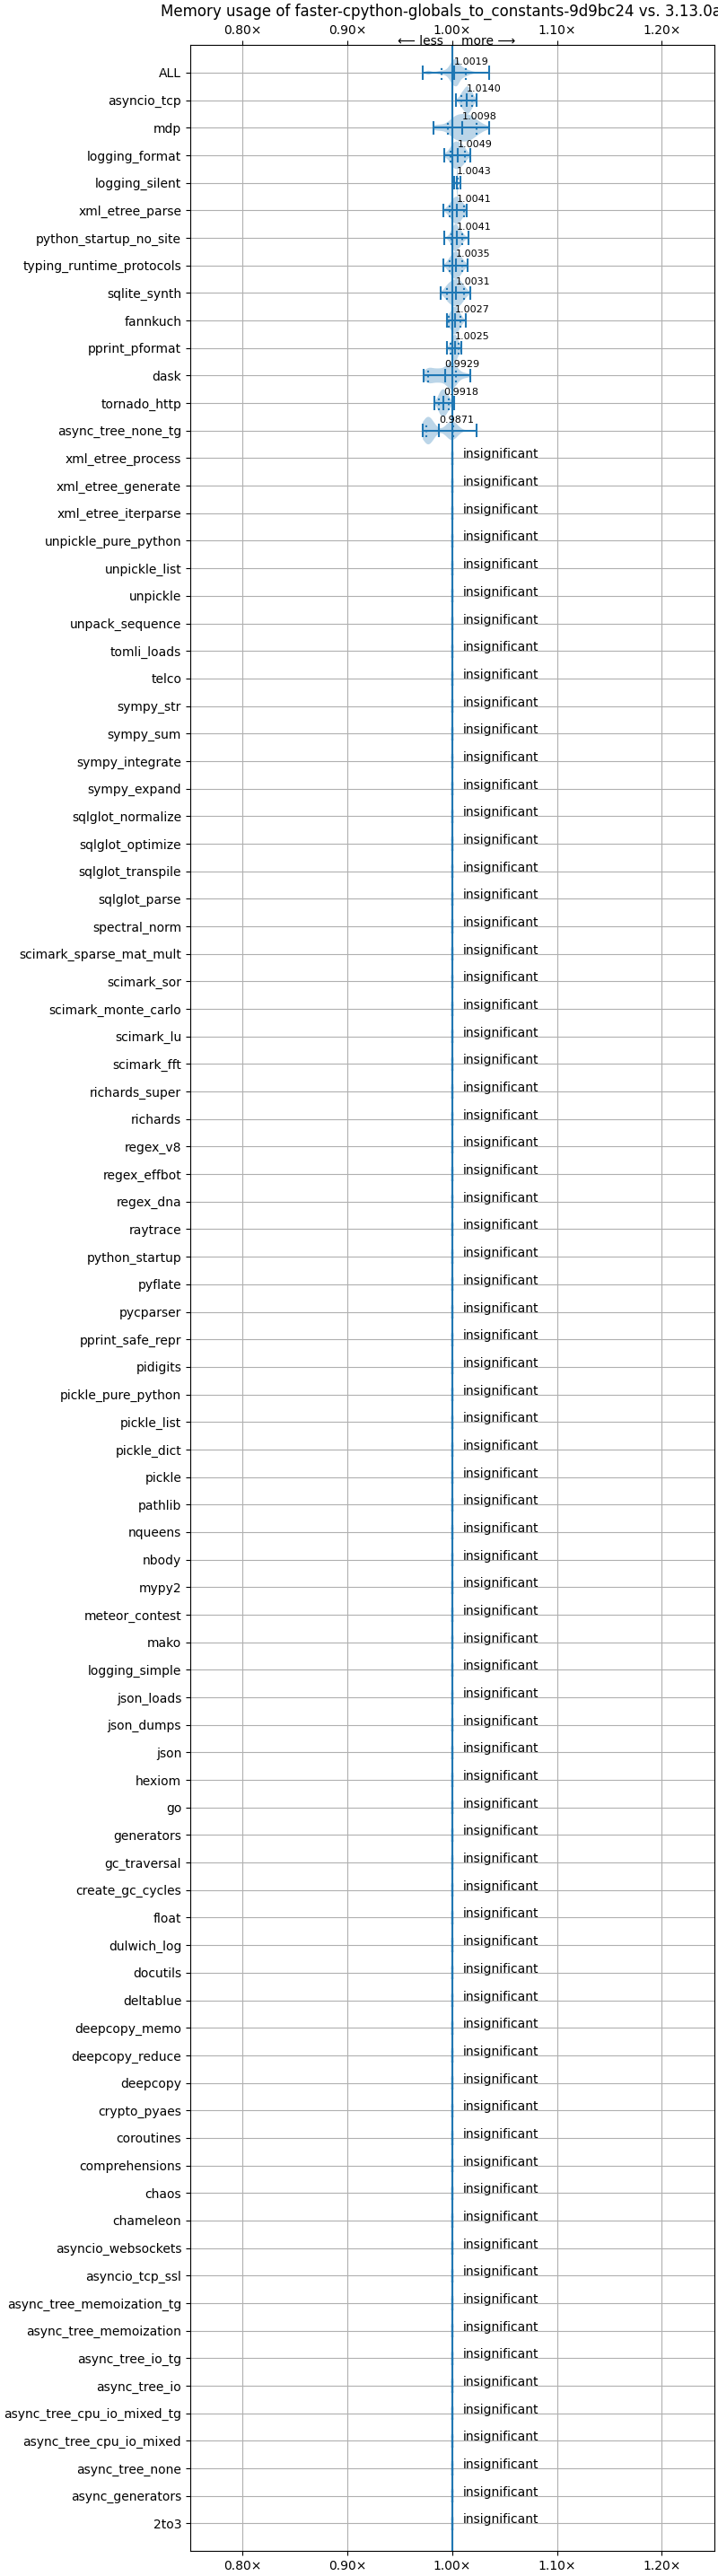 Memory usage of faster-cpython-globals_to_constants-9d9bc24 vs. 3.13.0a
0.80× 0.90× 1.00× 1.10× 1.20×
⟵ less more ⟶
ALL 1.0019
asyncio_tcp 1.0140
mdp 1.0098
logging_format 1.0049
logging_silent 1.0043
xml_etree_parse 1.0041
python_startup_no_site 1.0041
typing_runtime_protocols 1.0035
sqlite_synth 1.0031
fannkuch 1.0027
pprint_pformat 1.0025
dask 0.9929
tornado_http 0.9918
async_tree_none_tg 0.9871
xml_etree_process insignificant
xml_etree_generate insignificant
xml_etree_iterparse insignificant
unpickle_pure_python insignificant
unpickle_list insignificant
unpickle insignificant
unpack_sequence insignificant
tomli_loads insignificant
telco insignificant
sympy_str insignificant
sympy_sum insignificant
sympy_integrate insignificant
sympy_expand insignificant
sqlglot_normalize insignificant
sqlglot_optimize insignificant
sqlglot_transpile insignificant
sqlglot_parse insignificant
spectral_norm insignificant
scimark_sparse_mat_mult insignificant
scimark_sor insignificant
scimark_monte_carlo insignificant
scimark_lu insignificant
scimark_fft insignificant
richards_super insignificant
richards insignificant
regex_v8 insignificant
regex_effbot insignificant
regex_dna insignificant
raytrace insignificant
python_startup insignificant
pyflate insignificant
pycparser insignificant
pprint_safe_repr insignificant
pidigits insignificant
pickle_pure_python insignificant
pickle_list insignificant
pickle_dict insignificant
pickle insignificant
pathlib insignificant
nqueens insignificant
nbody insignificant
mypy2 insignificant
meteor_contest insignificant
mako insignificant
logging_simple insignificant
json_loads insignificant
json_dumps insignificant
json insignificant
hexiom insignificant
go insignificant
generators insignificant
gc_traversal insignificant
create_gc_cycles insignificant
float insignificant
dulwich_log insignificant
docutils insignificant
deltablue insignificant
deepcopy_memo insignificant
deepcopy_reduce insignificant
deepcopy insignificant
crypto_pyaes insignificant
coroutines insignificant
comprehensions insignificant
chaos insignificant
chameleon insignificant
asyncio_websockets insignificant
asyncio_tcp_ssl insignificant
async_tree_memoization_tg insignificant
async_tree_memoization insignificant
async_tree_io_tg insignificant
async_tree_io insignificant
async_tree_cpu_io_mixed_tg insignificant
async_tree_cpu_io_mixed insignificant
async_tree_none insignificant
async_generators insignificant
2to3 insignificant
0.80× 0.90× 1.00× 1.10× 1.20×